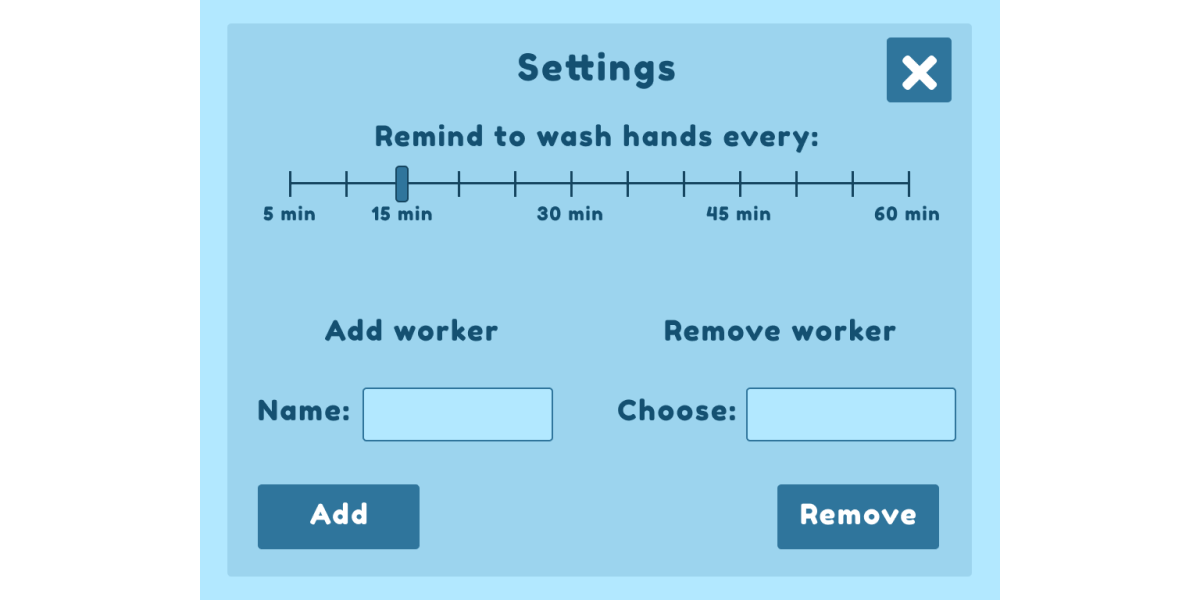 Settings
Remind to wash hands every:
5 min 15 min 30 min 45 min 60 min
Add worker Remove worker
Name: Choose:
Add Remove